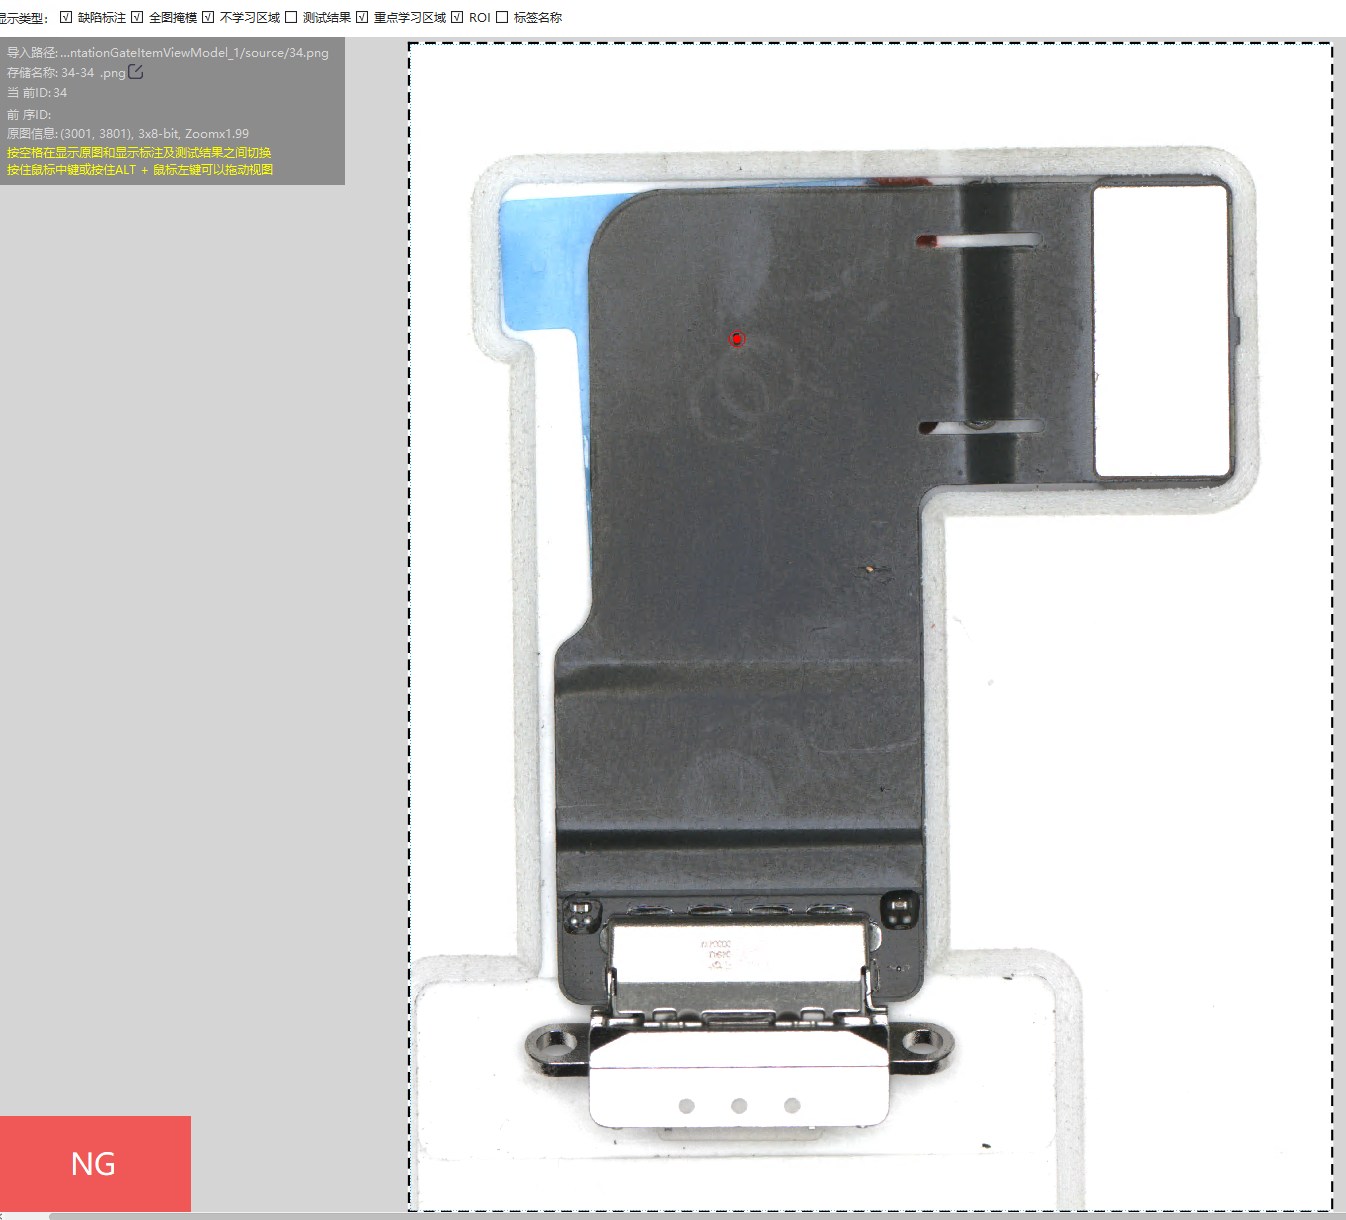 显示类型: 缺陷标注 全图掩模 不学习区域 测试结果 重点学习区域 ROI 标签名称
导入路径: ...ntationGateItemViewModel_1/source/34.png
存储名称: 34-34 .png
当 前ID: 34
前 序ID:
原图信息: (3001, 3801), 3x8-bit, Zoomx1.99
按空格在显示原图和显示标注及测试结果之间切换
按住鼠标中键或按住ALT + 鼠标左键可以拖动视图
NG